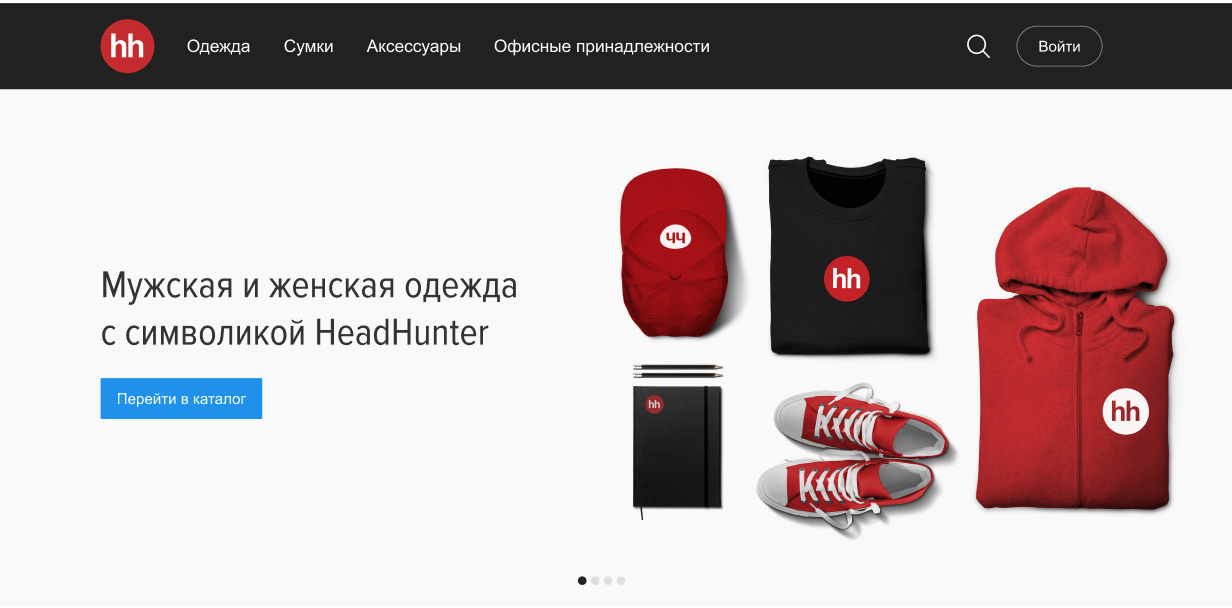 hh
Одежда
Сумки
Аксессуары
Офисные принадлежности
Войти
Мужская и женская одежда
с символикой HeadHunter
Перейти в каталог
чч
hh
hh
hh